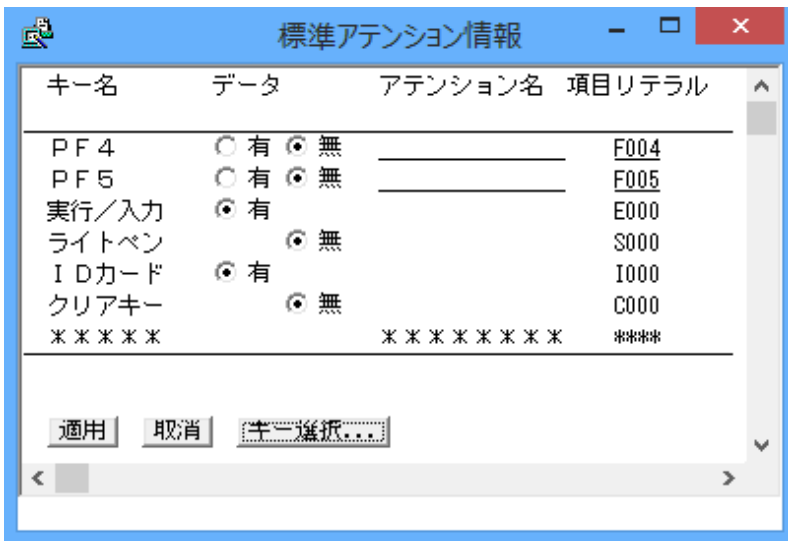 標準アテンション情報
キー名 データ アテンション名 項目リテラル
ＰＦ４ 有 無 F004
ＰＦ５ 有 無 F005
実行／入力 有 E000
ライトペン 無 S000
ＩＤカード 有 I000
クリアキー 無 C000
＊＊＊＊＊ ＊＊＊＊＊＊＊＊ ****
適用 取消 キー選択...